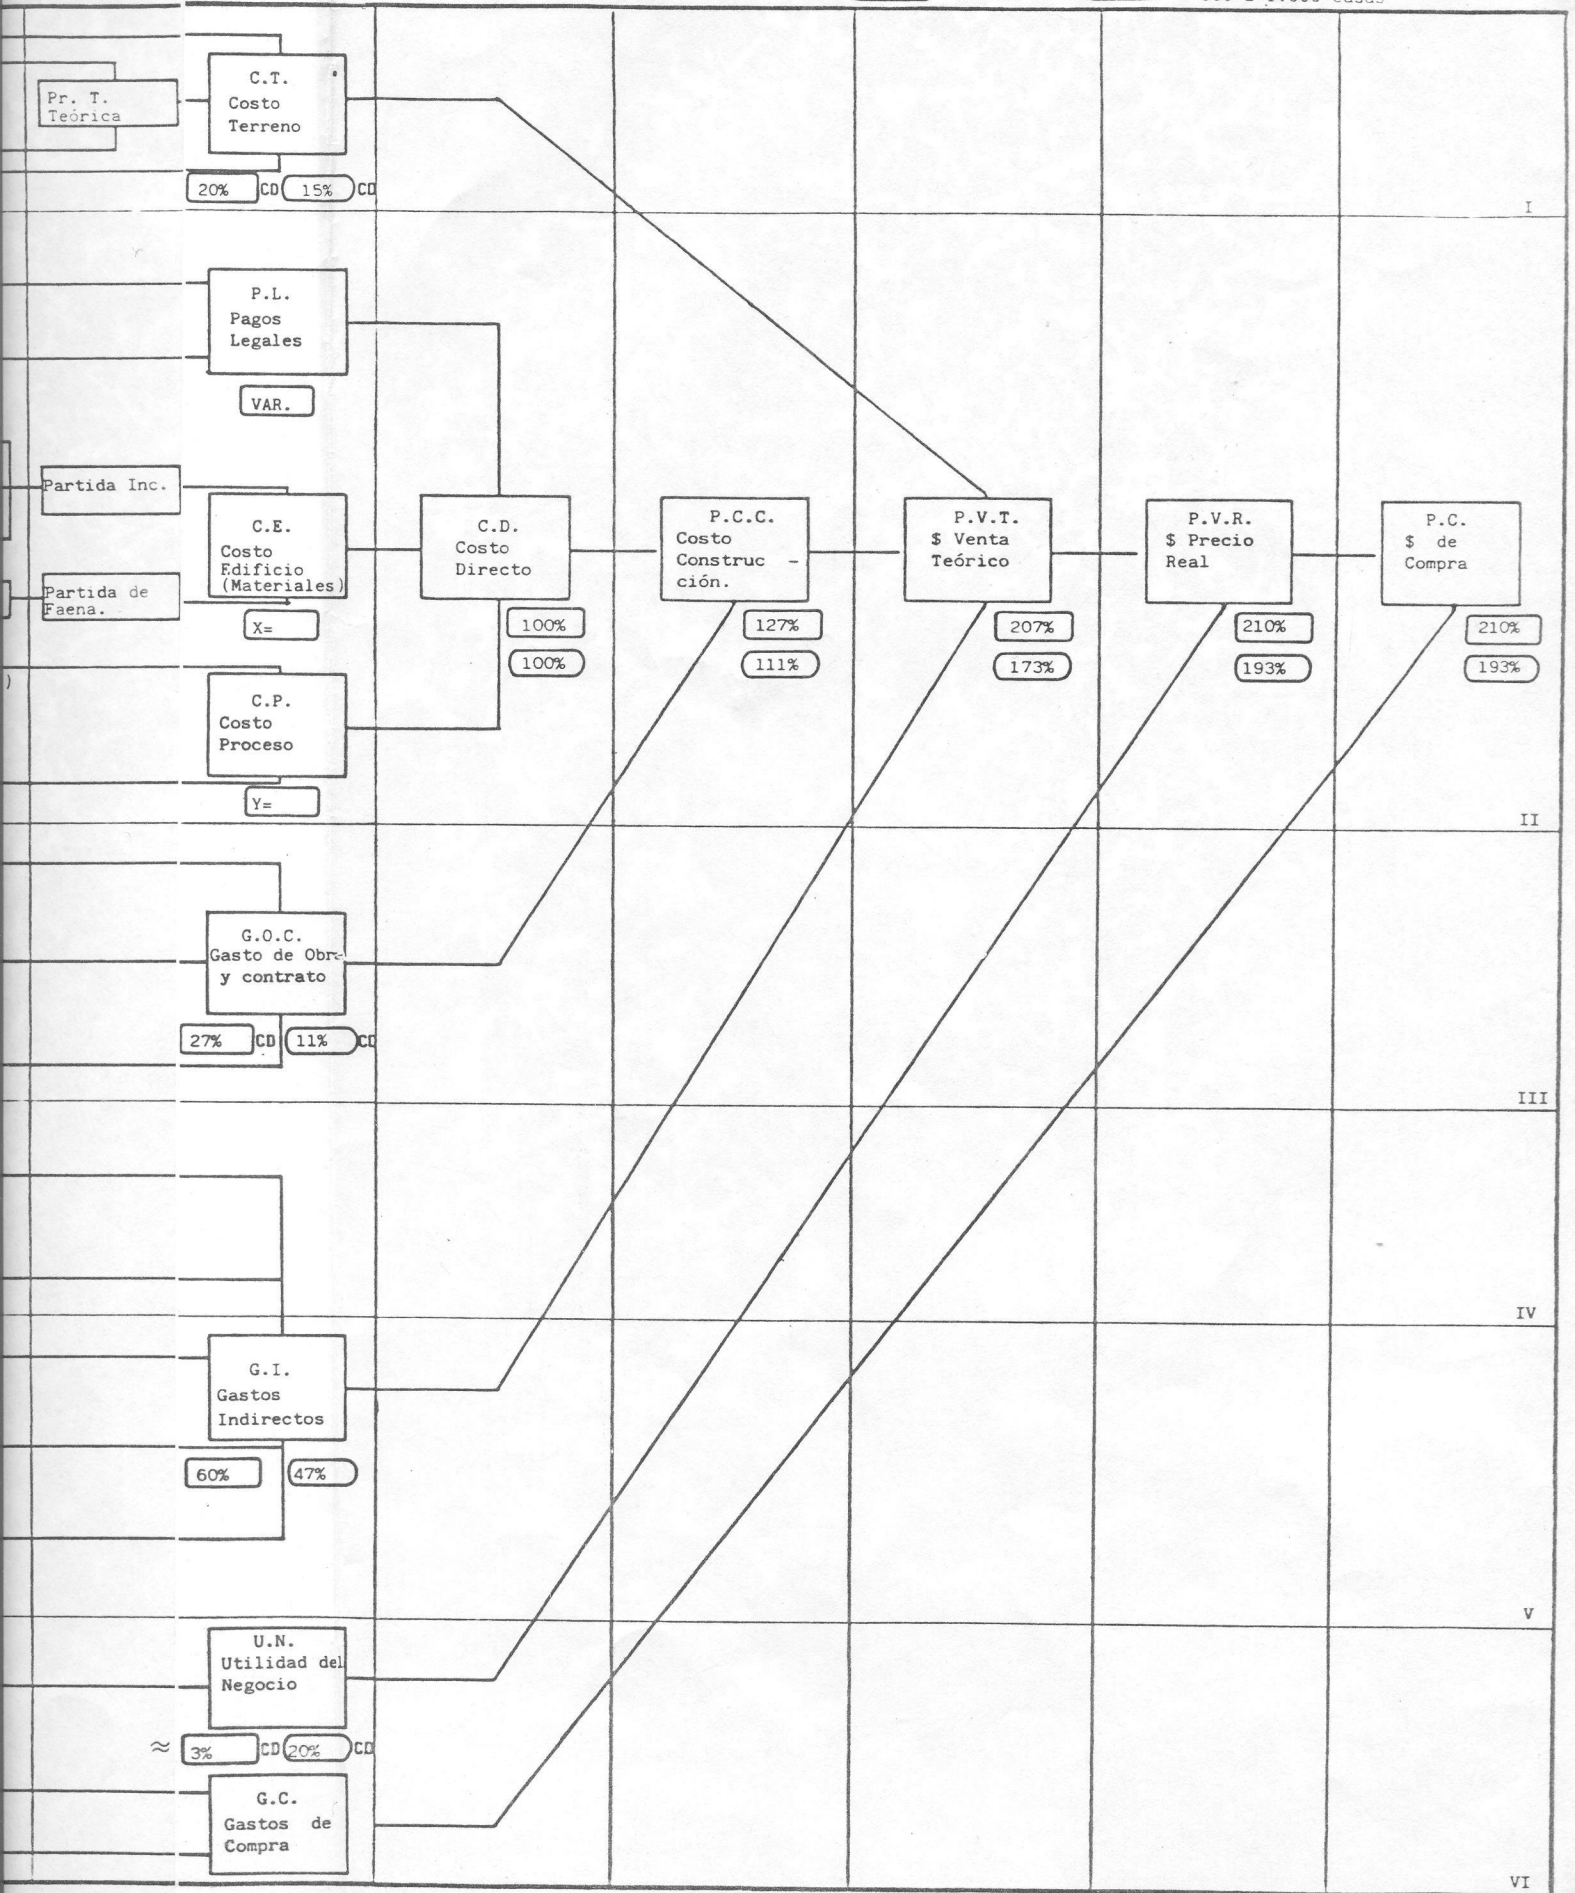 Pr. T.
Teórica
C.T.
Costo
Terreno
20% CD 15% CD
I
P.L.
Pagos
Legales
VAR.
Partida Inc.
Partida de
Faena.
C.E.
Costo
Edificio
(Materiales)
X=
C.D.
Costo
Directo
100%
100%
P.C.C.
Costo
Construc -
ción.
127%
111%
P.V.T.
$ Venta
Teórico
207%
173%
P.V.R.
$ Precio
Real
210%
193%
P.C.
$ de
Compra
210%
193%
)
C.P.
Costo
Proceso
Y=
II
G.O.C.
Gasto de Obra
y contrato
27% CD 11% CD
III
IV
G.I.
Gastos
Indirectos
60% 47%
V
U.N.
Utilidad del
Negocio
≈ 3% CD 20% CD
G.C.
Gastos de
Compra
VI